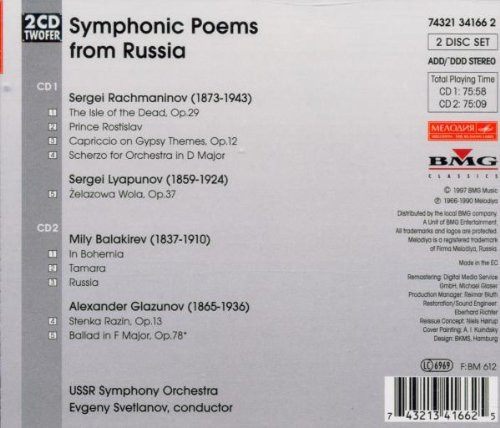 2CD
TWOFER
Symphonic Poems
from Russia
74321 34166 2
2 DISC SET
ADD/DDD STEREO
Total Playing Time
CD 1: 75:58
CD 2: 75:09
CD 1
Sergei Rachmaninov (1873-1943)
1 The Isle of the Dead, Op.29
2 Prince Rostislav
3 Capriccio on Gypsy Themes, Op.12
4 Scherzo for Orchestra in D Major
Sergei Lyapunov (1859-1924)
5 Żelazowa Wola, Op.37
CD 2
Mily Balakirev (1837-1910)
1 In Bohemia
2 Tamara
3 Russia
Alexander Glazunov (1865-1936)
4 Stenka Razin, Op.13
5 Ballad in F Major, Op.78*
USSR Symphony Orchestra
Evgeny Svetlanov, conductor
МЕЛОДИЯ
BMG
CLASSICS
© 1997 BMG Music
℗ 1966-1990 Melodiya
Distributed by the local BMG company
A Unit of BMG Entertainment
All trademarks and logos are protect.
Melodiya is a registered trademark
of Firma Melodiya, Russia.
Made in the EC
Remastering: Digital Media Service
GmbH, Michael Glaser
Production Manager: Reimar Bluth
Restoration/Sound Engineer:
Eberhard Richter
Reissue Concept: Niels Hørlup
Cover Painting: A. I. Kuindsky
Design: BKMS, Hamburg
LC 6969
F: BM 612
7 43213 41662 5